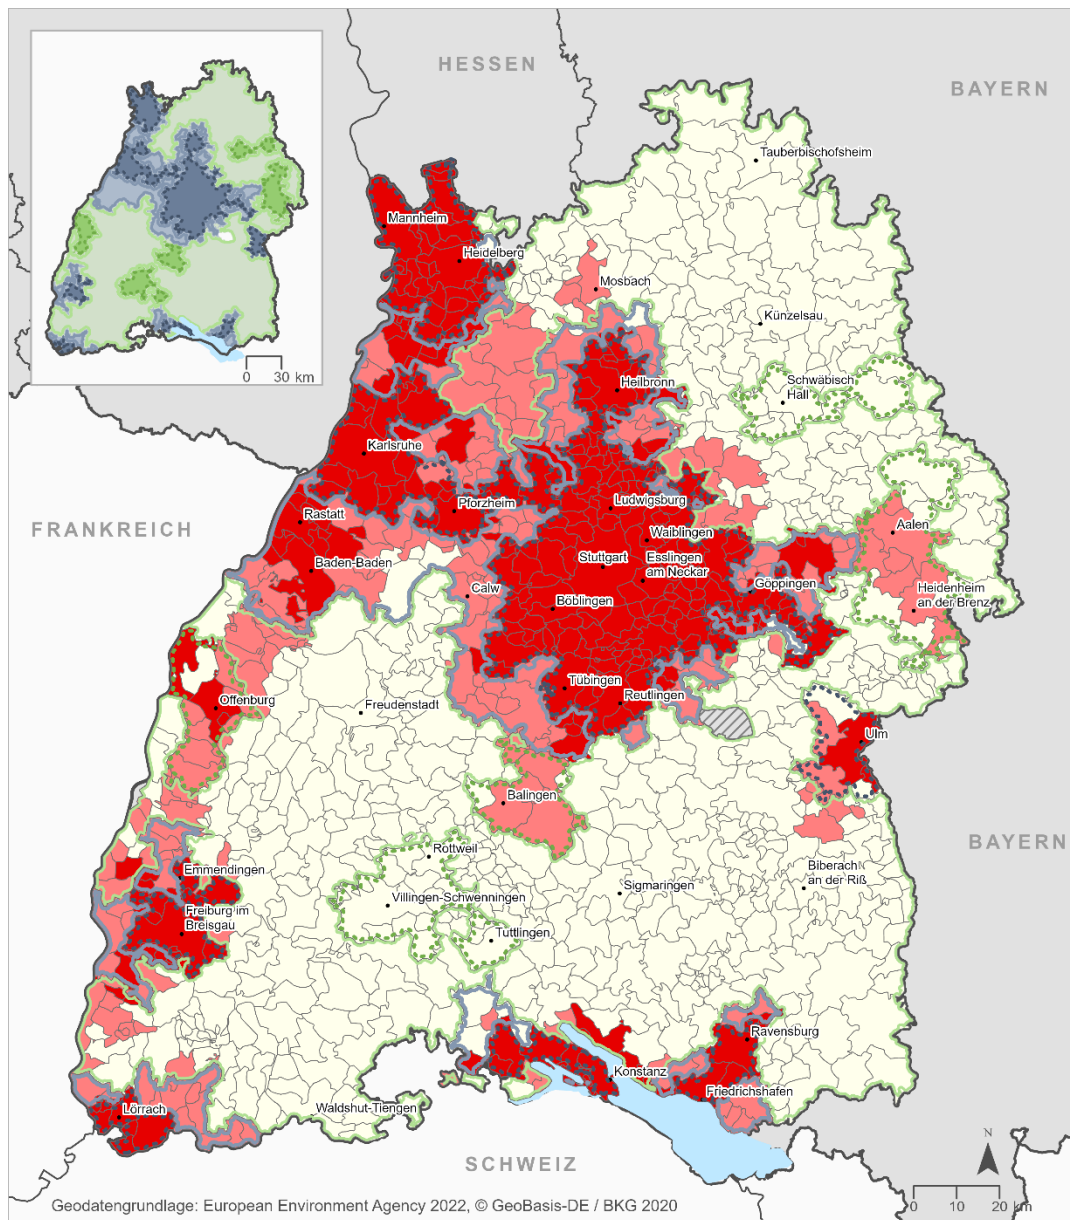 HESSEN
BAYERN
0 30 km
Tauberbischofsheim
Mannheim
Heidelberg
Mosbach
Künzelsau
Schwäbisch
Hall
Heilbronn
Karlsruhe
Pforzheim
Ludwigsburg
Rastatt
FRANKREICH
Aalen
Waiblingen
Baden-Baden
Stuttgart
Esslingen
am Neckar
Göppingen
Calw
Böblingen
Heidenheim
an der Brenz
Tübingen
Reutlingen
Offenburg
Freudenstadt
Ulm
Balingen
BAYERN
Rottweil
Emmendingen
Biberach
an der Riß
Sigmaringen
Villingen-Schwenningen
Freiburg im
Breisgau
Tuttlingen
Ravensburg
Konstanz
Friedrichshafen
Lörrach
Waldshut-Tiengen
SCHWEIZ
N
0 10 20 km
Geodatengrundlage: European Environment Agency 2022, © GeoBasis-DE / BKG 2020